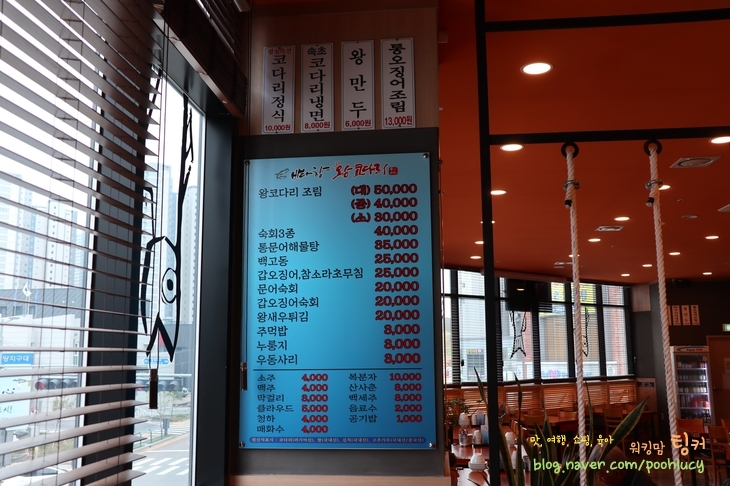 코다리정식
10,000원
속초
코다리냉면
8,000원
왕만두
6,000원
통오징어조림
13,000원
왕코다리
왕코다리 조림 (대) 50,000
(중) 40,000
(소) 30,000
숙회3종 40,000
통문어해물탕 35,000
백고동 25,000
갑오징어,참소라초무침 25,000
문어숙회 20,000
갑오징어숙회 20,000
왕새우튀김 20,000
주먹밥 3,000
누룽지 3,000
우동사리 3,000
소주 4,000 복분자 10,000
맥주 4,000 산사춘 8,000
막걸리 3,000 백세주 8,000
클라우드 5,000 음료수 2,000
청하 4,000 공기밥 1,000
매화수 4,000
맛, 여행, 쇼핑, 육아 워킹맘 팅커
blog.naver.com/poohlucy